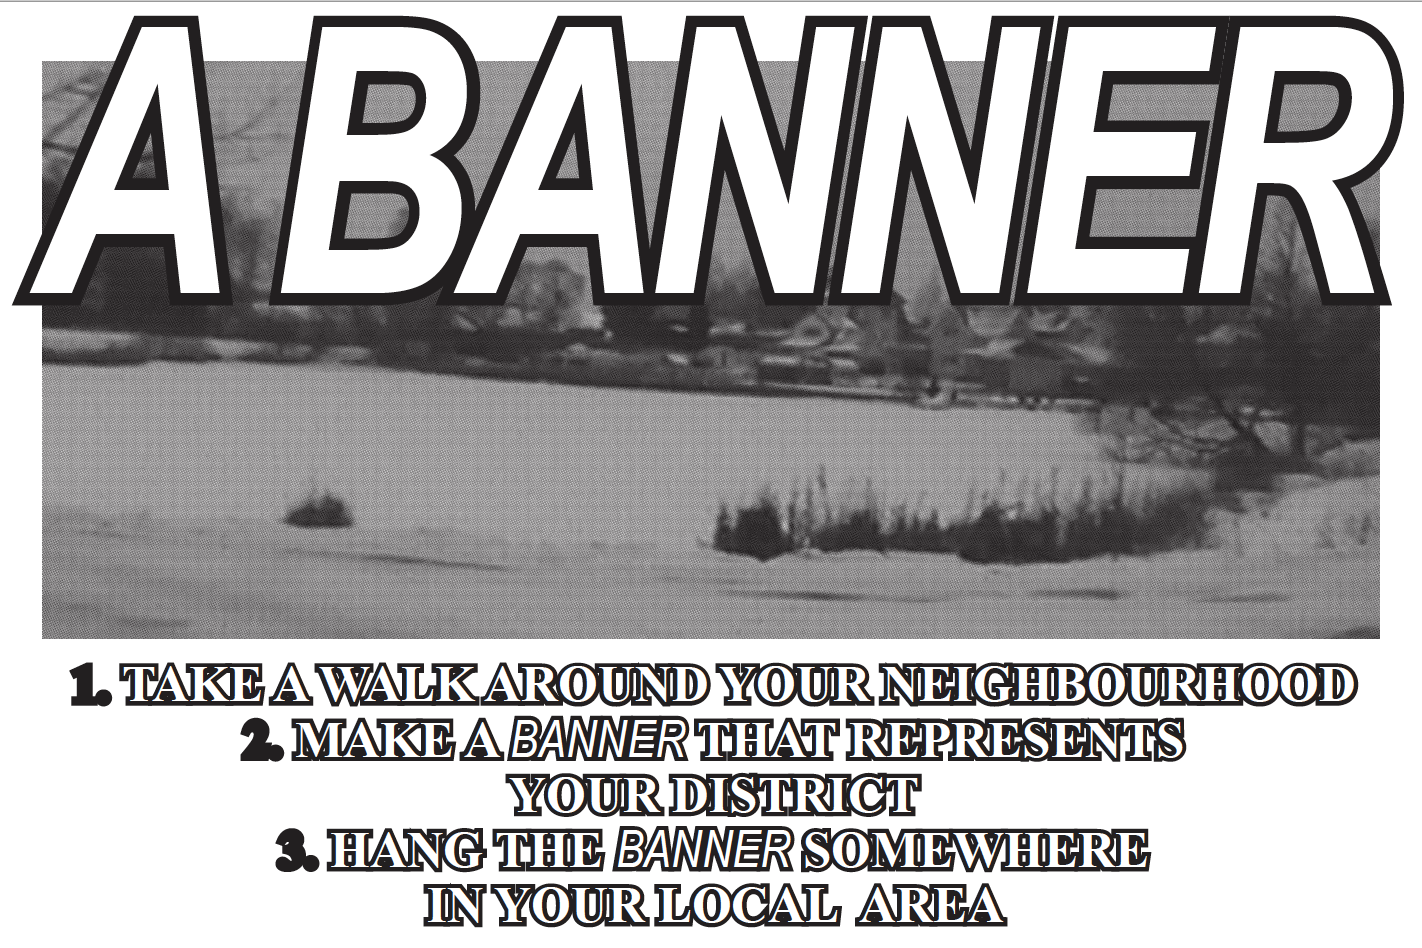 A BANNER
1. TAKE A WALK AROUND YOUR NEIGHBOURHOOD
2. MAKE A BANNER THAT REPRESENTS
YOUR DISTRICT
3. HANG THE BANNER SOMEWHERE
IN YOUR LOCAL AREA